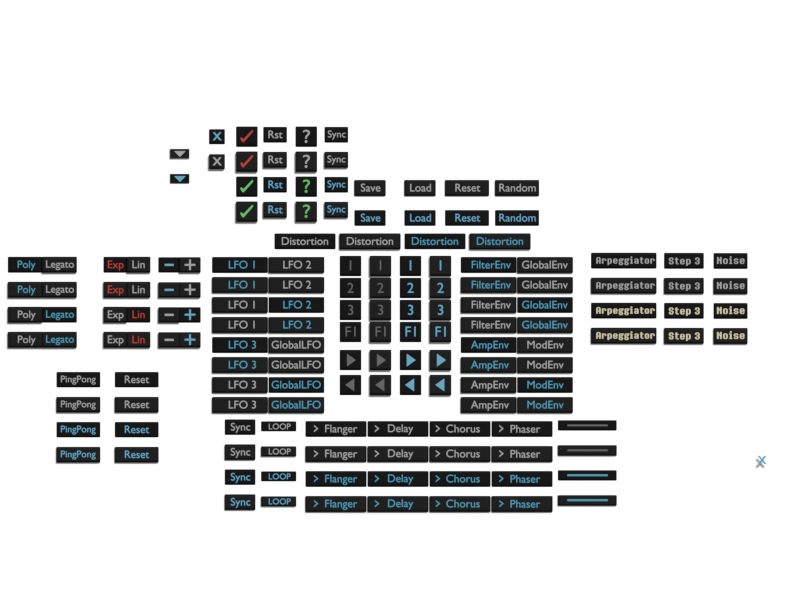 X ✓ Rst ? Sync
X ✓ Rst ? Sync
✓ Rst ? Sync
✓ Rst ? Sync
Save Load Reset Random
Save Load Reset Random
Distortion Distortion Distortion Distortion
Poly Legato Exp Lin − + LFO 1 LFO 2 1 1 1 1 FilterEnv GlobalEnv Arpeggiator Step 3 Noise
Poly Legato Exp Lin − + LFO 1 LFO 2 2 2 2 2 FilterEnv GlobalEnv Arpeggiator Step 3 Noise
LFO 1 LFO 2 3 3 3 3 FilterEnv GlobalEnv
Poly Legato Exp Lin − + Arpeggiator Step 3 Noise
LFO 1 LFO 2 F1 F1 F1 F1 FilterEnv GlobalEnv
Poly Legato Exp Lin − + Arpeggiator Step 3 Noise
LFO 3 GlobalLFO AmpEnv ModEnv
LFO 3 GlobalLFO AmpEnv ModEnv
PingPong Reset LFO 3 GlobalLFO AmpEnv ModEnv
PingPong Reset LFO 3 GlobalLFO AmpEnv ModEnv
PingPong Reset Sync LOOP > Flanger > Delay > Chorus > Phaser
PingPong Reset Sync LOOP > Flanger > Delay > Chorus > Phaser
Sync LOOP > Flanger > Delay > Chorus > Phaser
Sync LOOP > Flanger > Delay > Chorus > Phaser